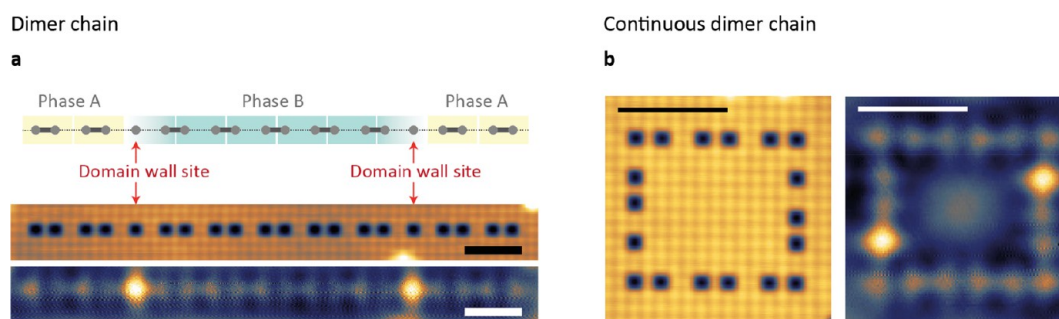 Dimer chain
Continuous dimer chain
a
b
Phase A
Phase B
Phase A
Domain wall site
Domain wall site